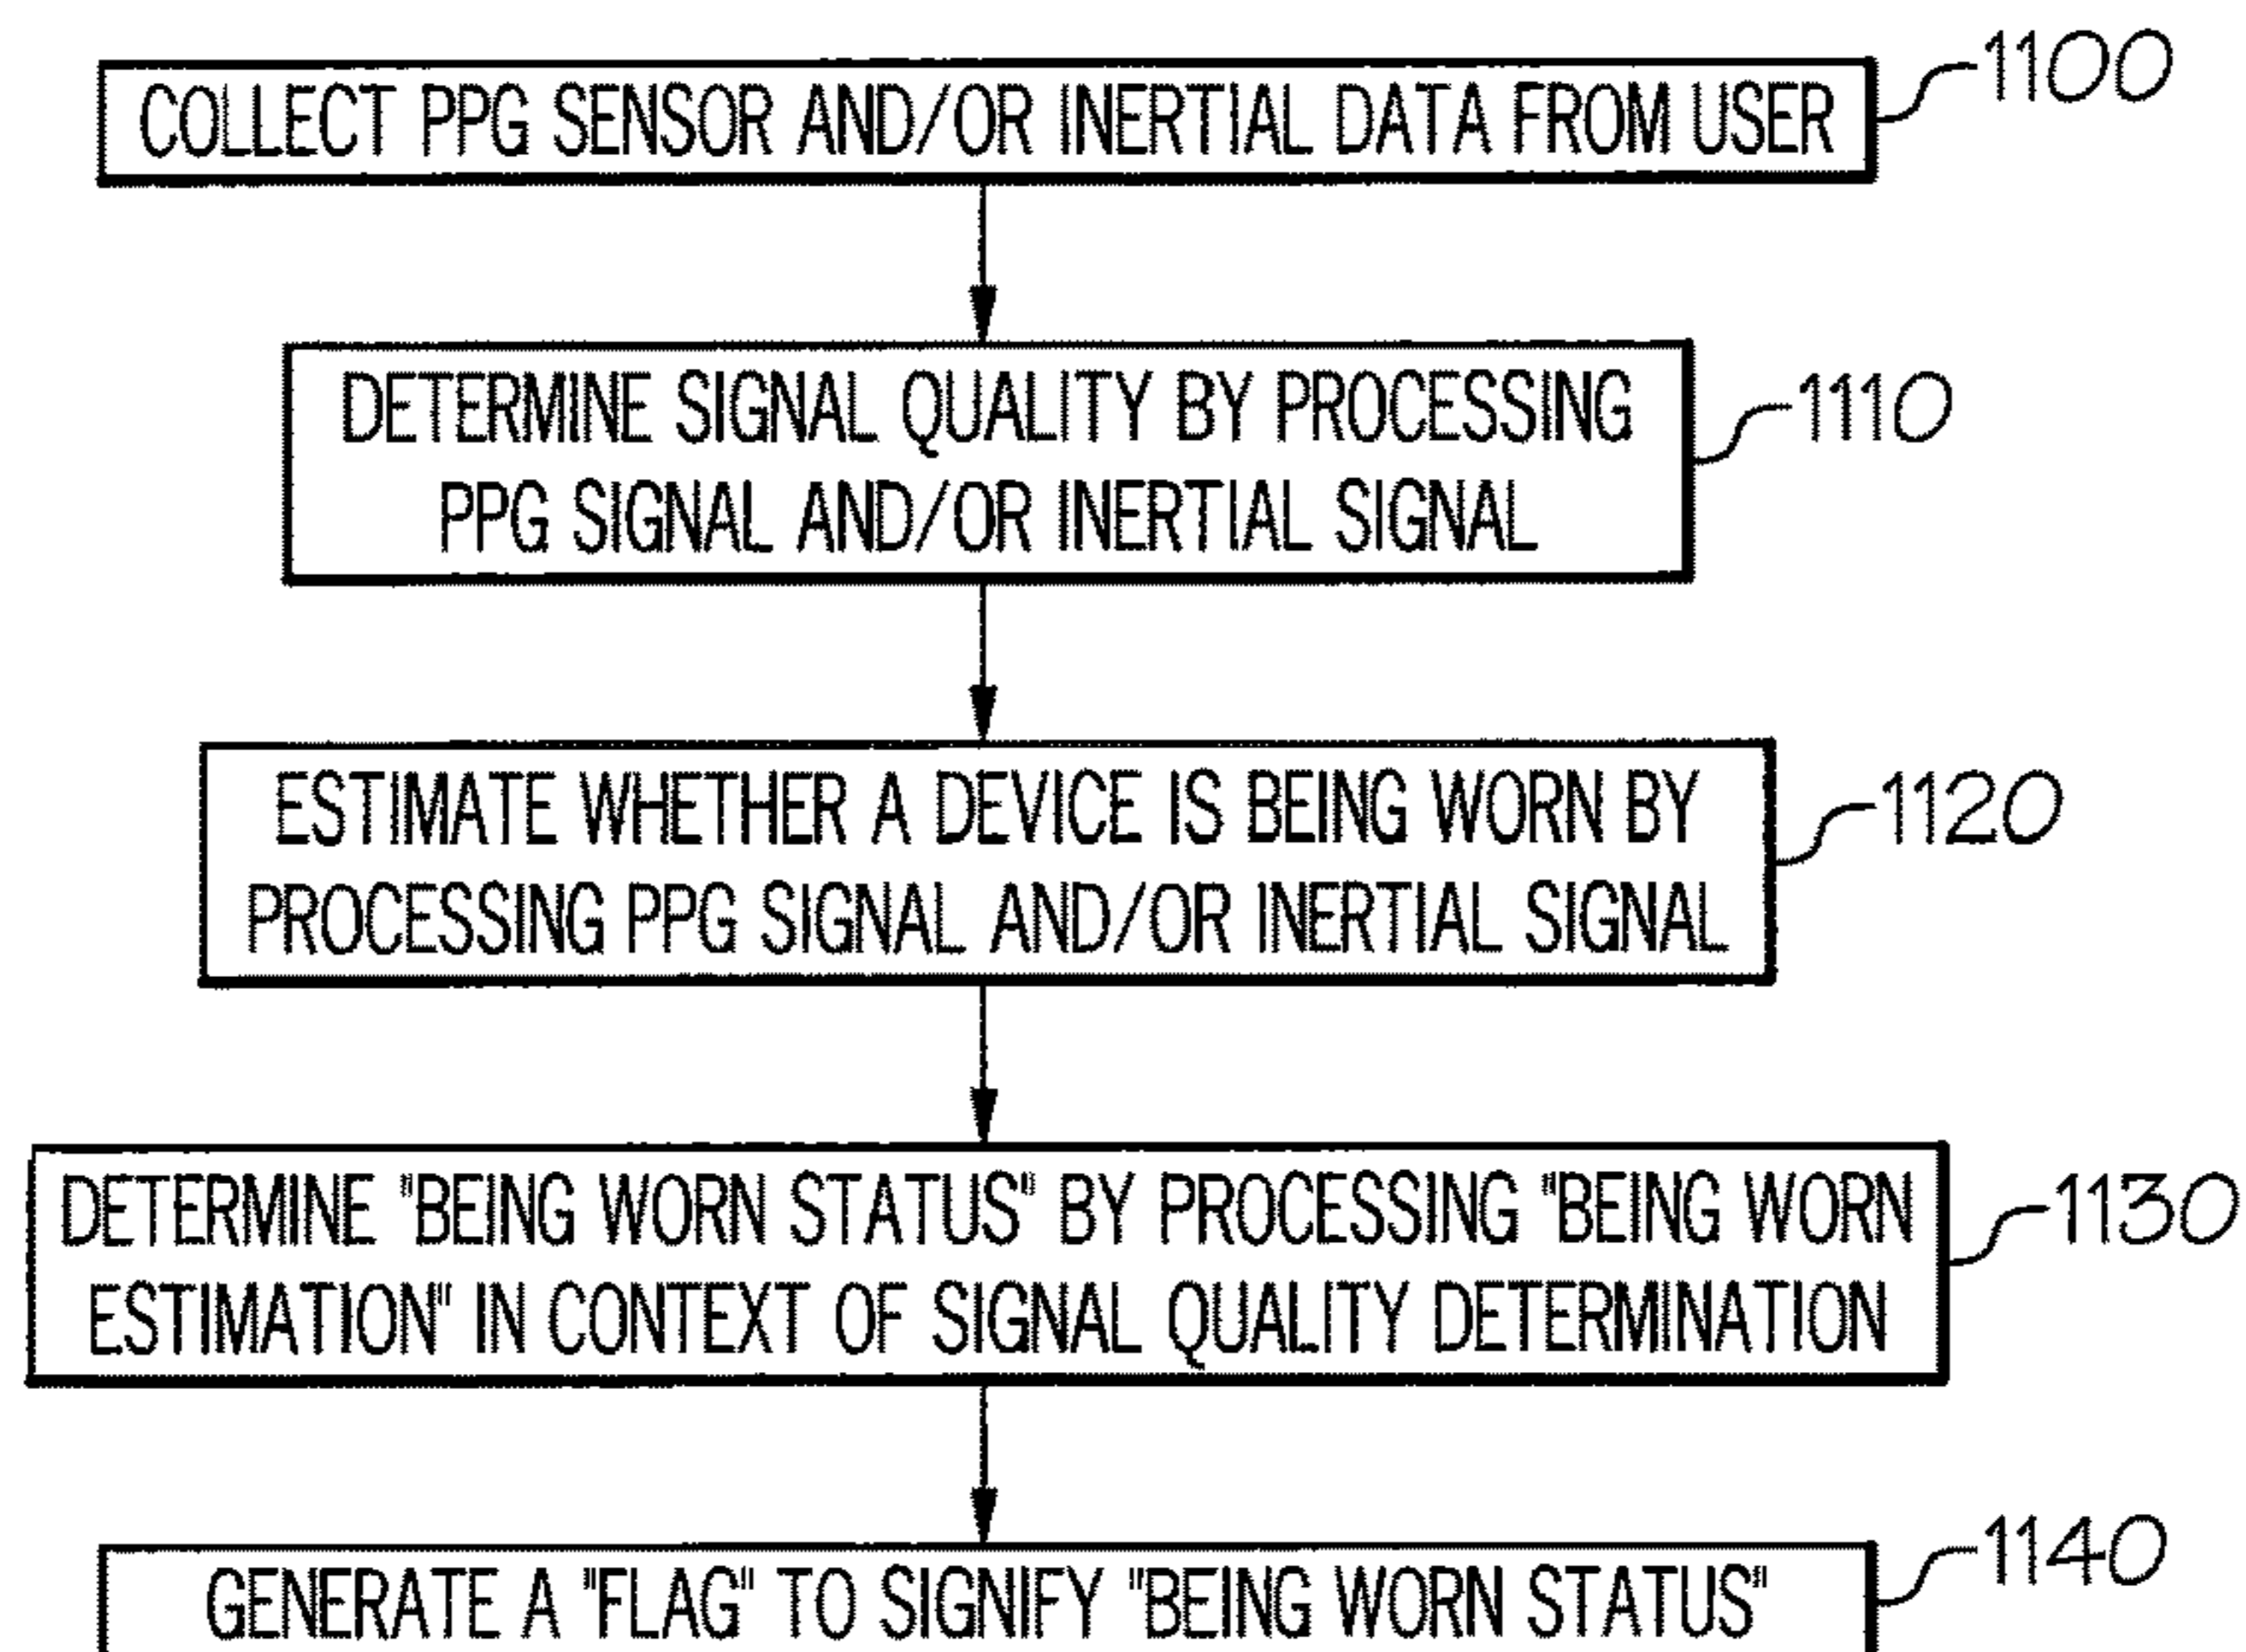 COLLECT PPG SENSOR AND/OR INERTIAL DATA FROM USER
1100
DETERMINE SIGNAL QUALITY BY PROCESSING
PPG SIGNAL AND/OR INERTIAL SIGNAL
1110
ESTIMATE WHETHER A DEVICE IS BEING WORN BY
PROCESSING PPG SIGNAL AND/OR INERTIAL SIGNAL
1120
DETERMINE "BEING WORN STATUS" BY PROCESSING "BEING WORN
ESTIMATION" IN CONTEXT OF SIGNAL QUALITY DETERMINATION
1130
GENERATE A "FLAG" TO SIGNIFY "BEING WORN STATUS"
1140